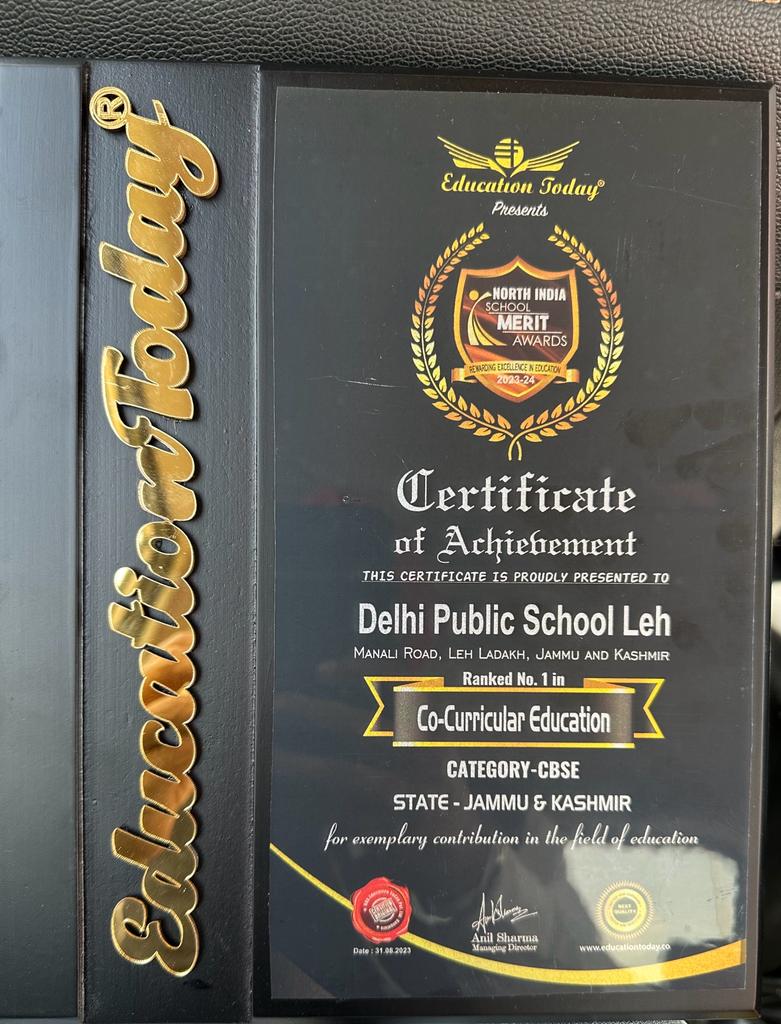 EducationToday®
Education Today®
Presents
NORTH INDIA
SCHOOL
MERIT
AWARDS
REWARDING EXCELLENCE IN EDUCATION
2023-24
Certificate
of Achievement
THIS CERTIFICATE IS PROUDLY PRESENTED TO
Delhi Public School Leh
MANALI ROAD, LEH LADAKH, JAMMU AND KASHMIR
Ranked No. 1 in
Co-Curricular Education
CATEGORY-CBSE
STATE - JAMMU & KASHMIR
for exemplary contribution in the field of education
Date : 31.08.2023
Anil Sharma
Managing Director
QUALITY
www.educationtoday.co